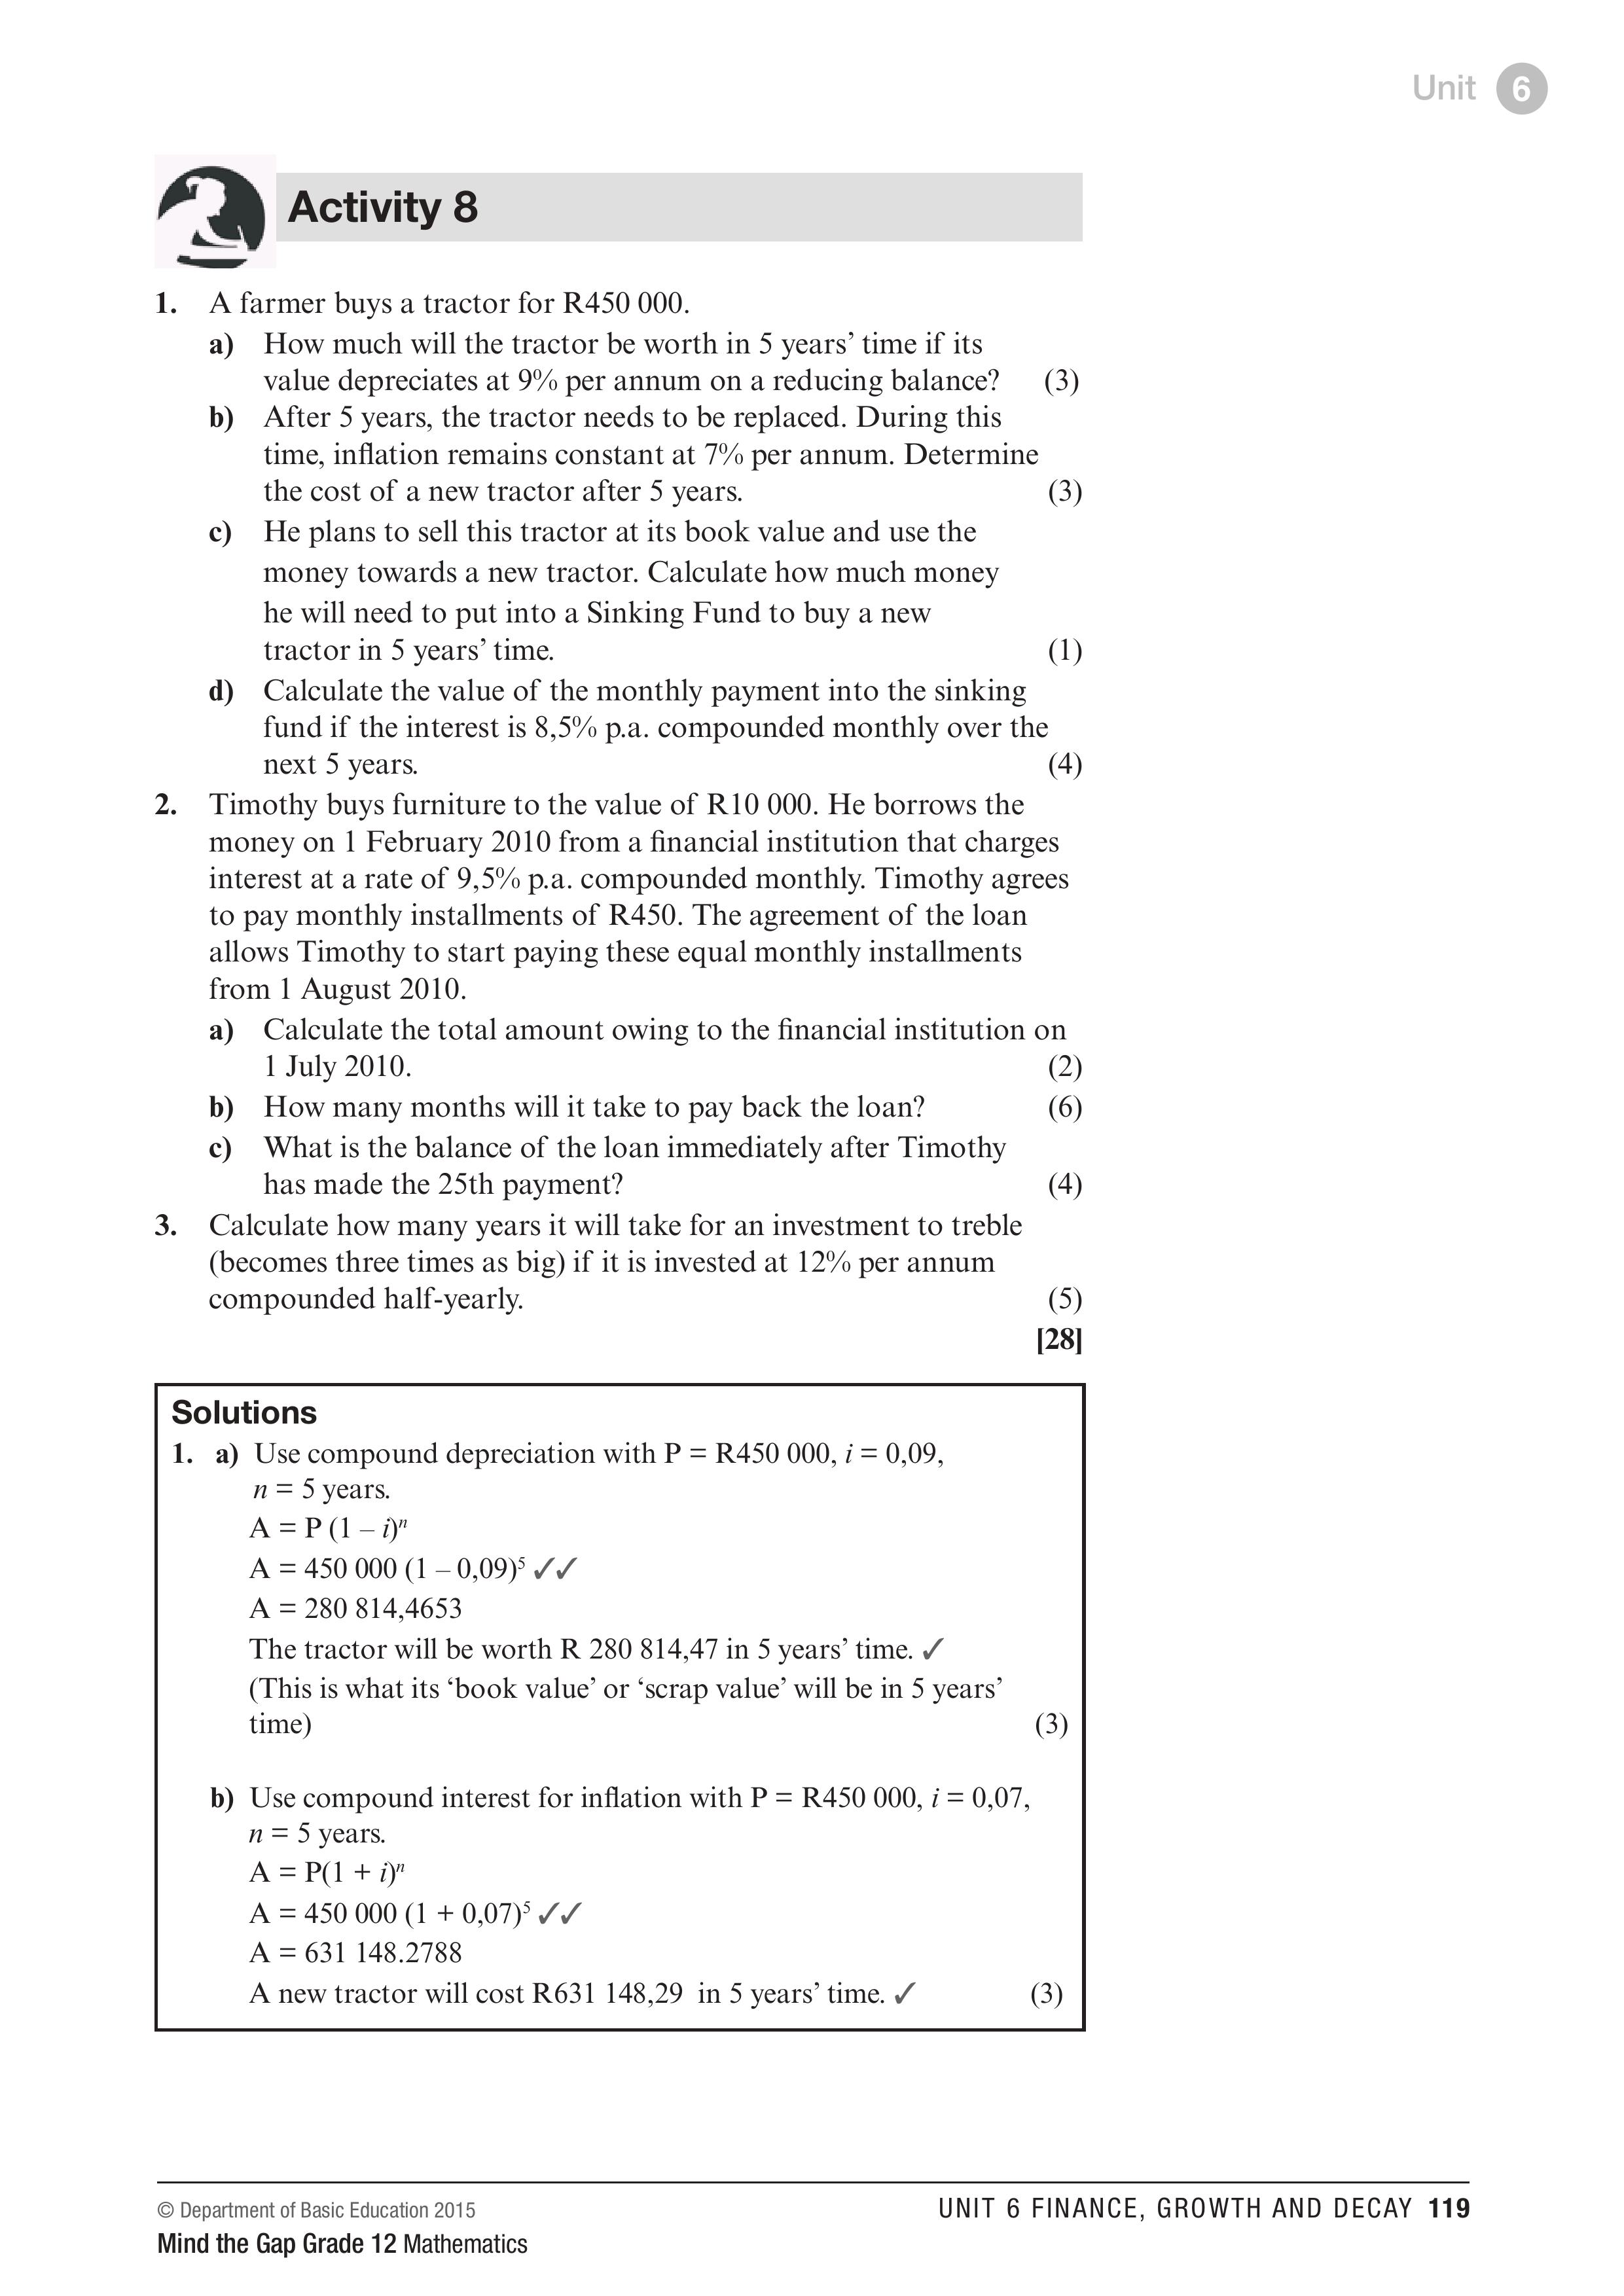 Unit 6
Activity 8
1. A farmer buys a tractor for R450 000.
a) How much will the tractor be worth in 5 years’ time if its
value depreciates at 9% per annum on a reducing balance? (3)
b) After 5 years, the tractor needs to be replaced. During this
time, inflation remains constant at 7% per annum. Determine
the cost of a new tractor after 5 years. (3)
c) He plans to sell this tractor at its book value and use the
money towards a new tractor. Calculate how much money
he will need to put into a Sinking Fund to buy a new
tractor in 5 years’ time. (1)
d) Calculate the value of the monthly payment into the sinking
fund if the interest is 8,5% p.a. compounded monthly over the
next 5 years. (4)
2. Timothy buys furniture to the value of R10 000. He borrows the
money on 1 February 2010 from a financial institution that charges
interest at a rate of 9,5% p.a. compounded monthly. Timothy agrees
to pay monthly installments of R450. The agreement of the loan
allows Timothy to start paying these equal monthly installments
from 1 August 2010.
a) Calculate the total amount owing to the financial institution on
1 July 2010. (2)
b) How many months will it take to pay back the loan? (6)
c) What is the balance of the loan immediately after Timothy
has made the 25th payment? (4)
3. Calculate how many years it will take for an investment to treble
(becomes three times as big) if it is invested at 12% per annum
compounded half-yearly. (5)
[28]
Solutions
1. a) Use compound depreciation with P = R450 000, i = 0,09,
n = 5 years.
A = P (1 – i)ⁿ
A = 450 000 (1 – 0,09)⁵ ✓✓
A = 280 814,4653
The tractor will be worth R 280 814,47 in 5 years’ time. ✓
(This is what its ‘book value’ or ‘scrap value’ will be in 5 years’
time) (3)
b) Use compound interest for inflation with P = R450 000, i = 0,07,
n = 5 years.
A = P(1 + i)ⁿ
A = 450 000 (1 + 0,07)⁵ ✓✓
A = 631 148.2788
A new tractor will cost R631 148,29 in 5 years’ time. ✓ (3)
© Department of Basic Education 2015
UNIT 6 FINANCE, GROWTH AND DECAY 119
Mind the Gap Grade 12 Mathematics